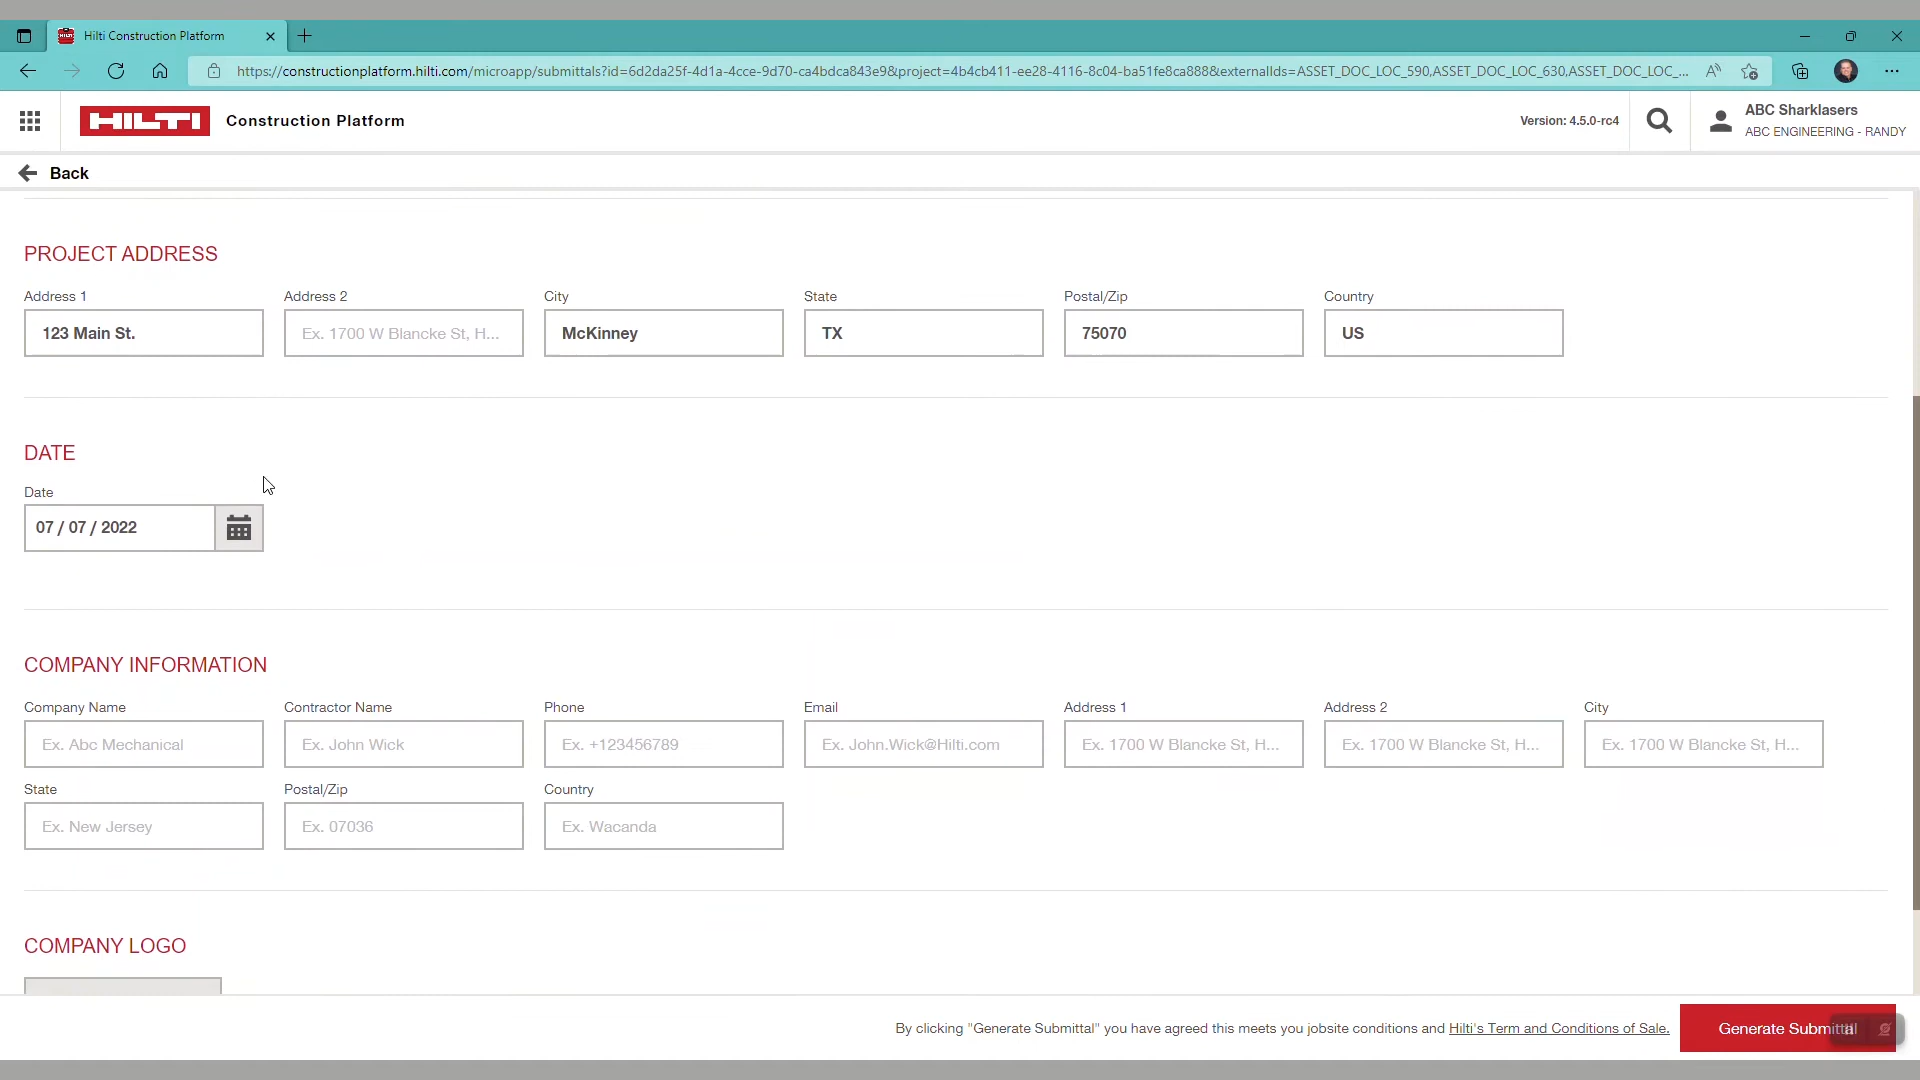 Hilti Construction Platform
https://constructionplatform.hilti.com/microapp/submittals?id=6d2da25f-4d1a-4cce-9d70-ca4bdca843e9&project=4b4cb411-ee28-4116-8c04-ba51fe8ca888&externalIds=ASSET_DOC_LOC_590,ASSET_DOC_LOC_630,ASSET_DOC_LOC_...
HILTI Construction Platform
Version: 4.5.0-rc4
ABC Sharklasers
ABC ENGINEERING - RANDY
Back
PROJECT ADDRESS
Address 1 Address 2 City State Postal/Zip Country
123 Main St. Ex. 1700 W Blancke St, H... McKinney TX 75070 US
DATE
Date
07 / 07 / 2022
COMPANY INFORMATION
Company Name Contractor Name Phone Email Address 1 Address 2 City
Ex. Abc Mechanical Ex. John Wick Ex. +123456789 Ex. John.Wick@Hilti.com Ex. 1700 W Blancke St, H... Ex. 1700 W Blancke St, H... Ex. 1700 W Blancke St, H...
State Postal/Zip Country
Ex. New Jersey Ex. 07036 Ex. Wacanda
COMPANY LOGO
By clicking "Generate Submittal" you have agreed this meets you jobsite conditions and Hilti's Term and Conditions of Sale. Generate Submittal